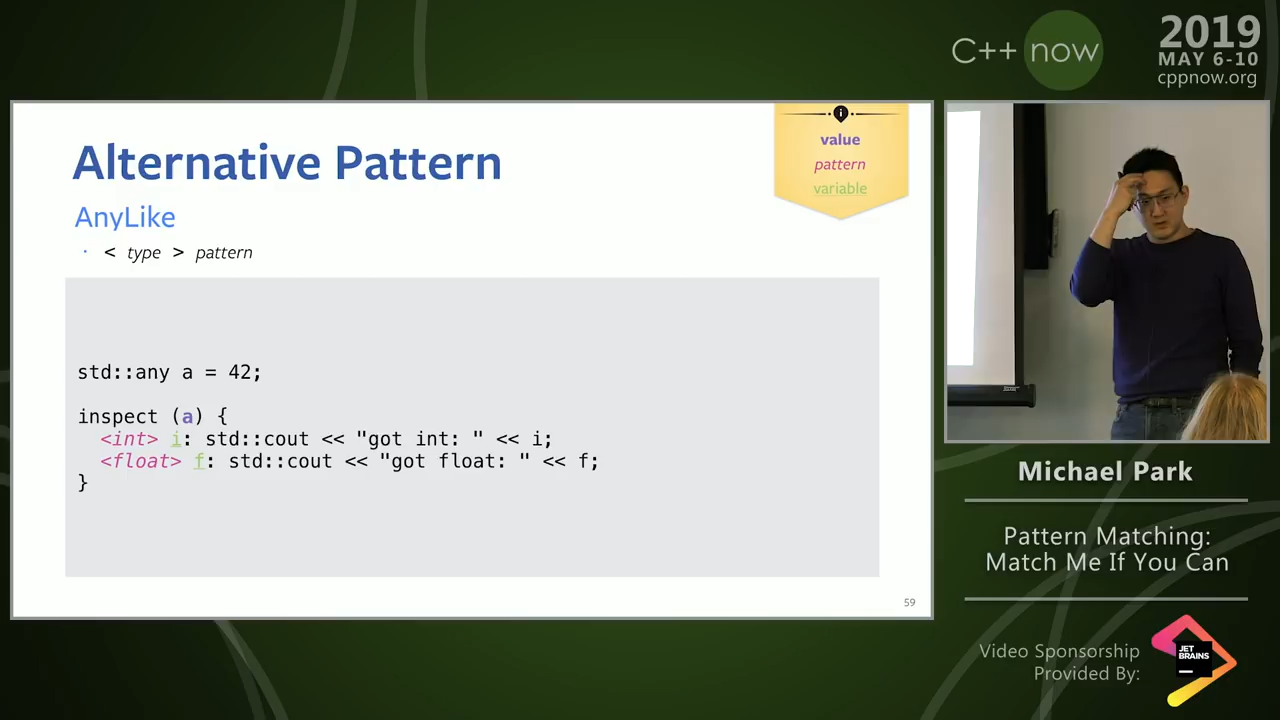 C++ now
2019
MAY 6-10
cppnow.org
Alternative Pattern
value
pattern
variable
AnyLike
· < type > pattern
std::any a = 42;
inspect (a) {
<int> i: std::cout << "got int: " << i;
<float> f: std::cout << "got float: " << f;
}
59
Michael Park
Pattern Matching:
Match Me If You Can
Video Sponsorship
Provided By:
JET
BRAINS